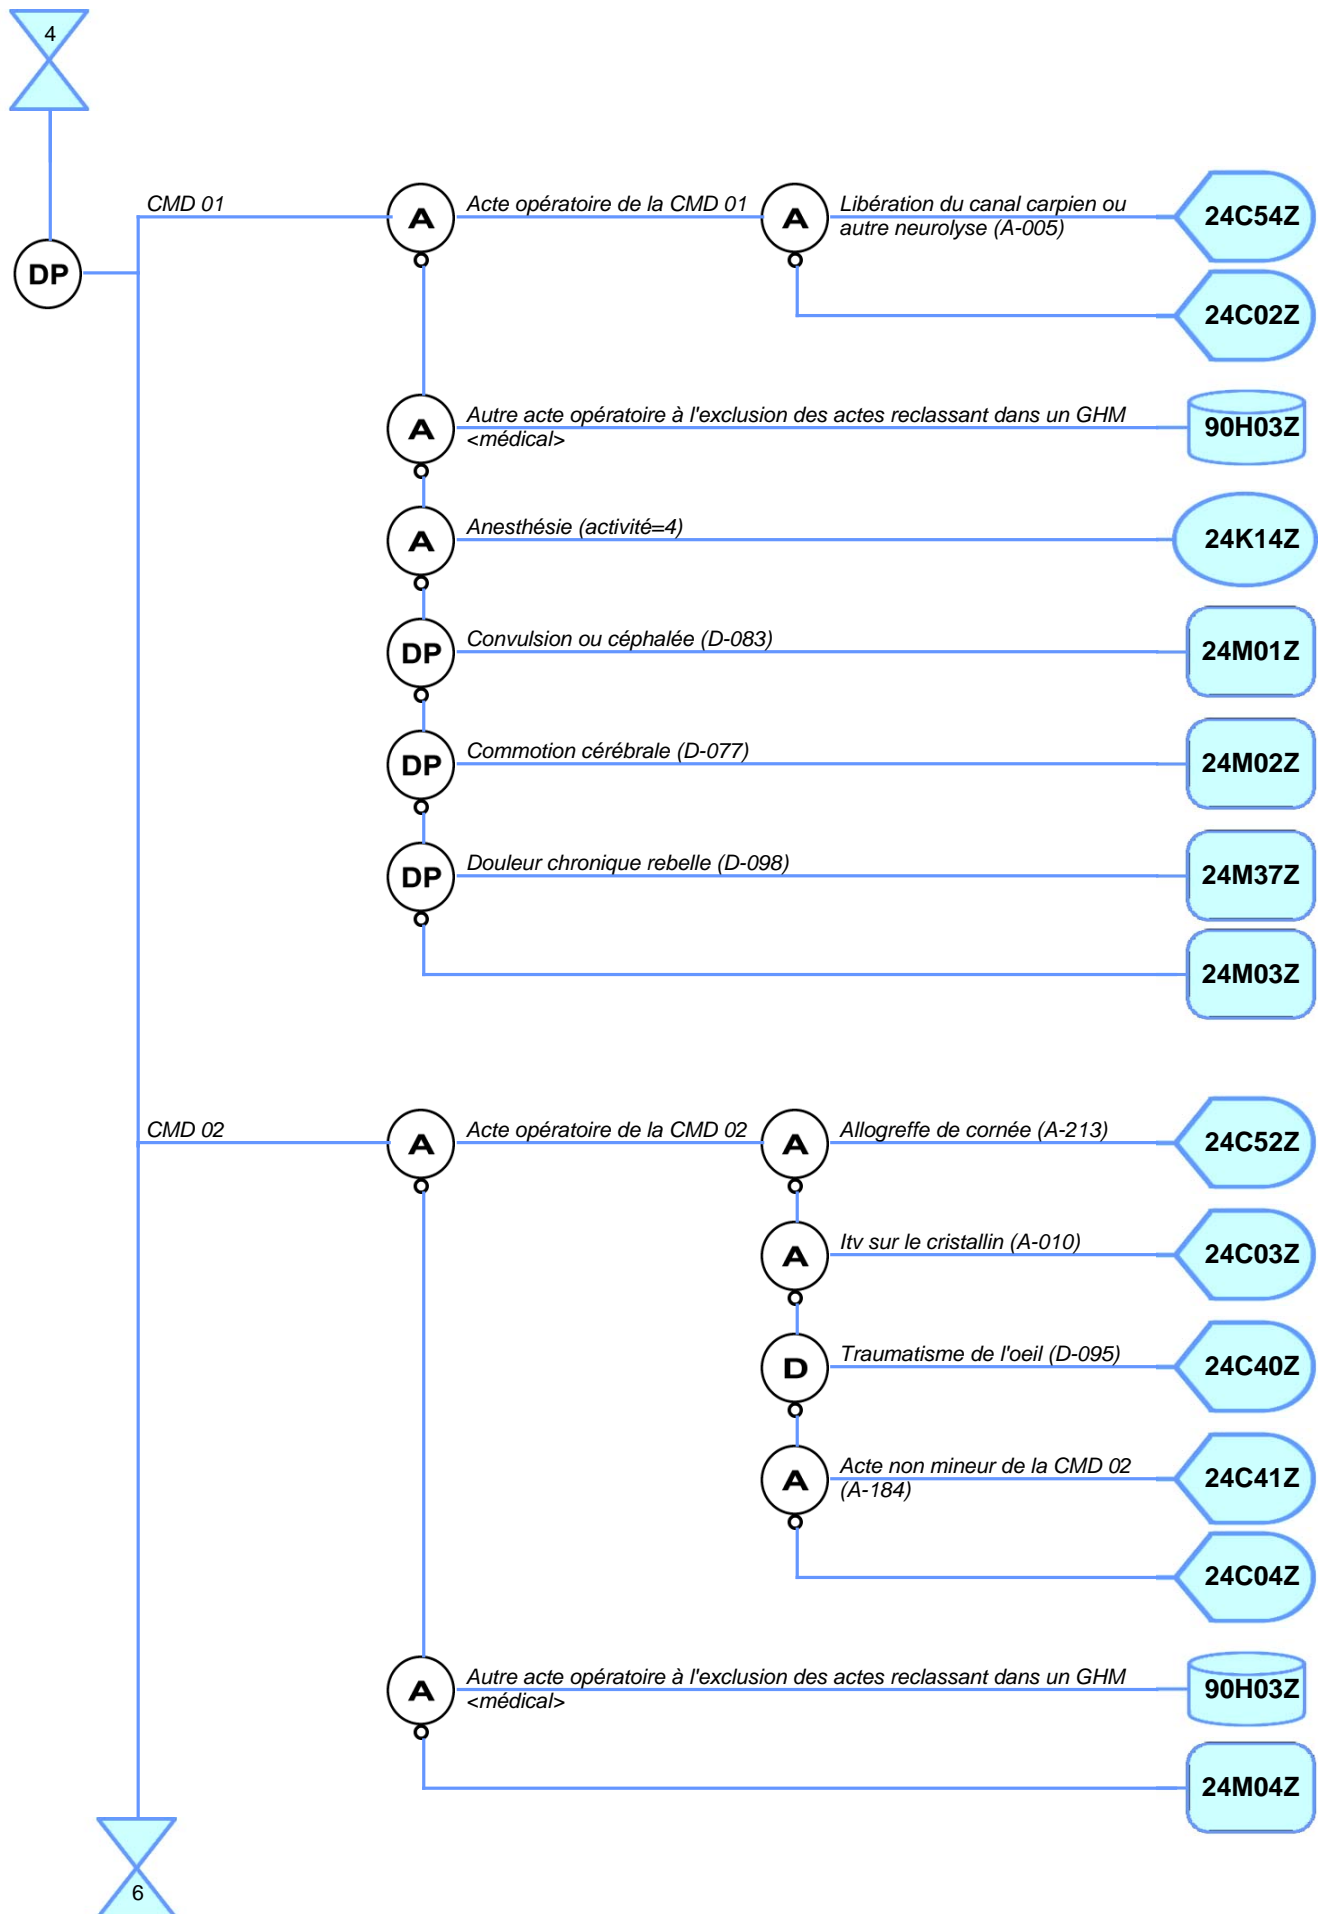 4
CMD 01
A
Acte opératoire de la CMD 01
A
Libération du canal carpien ou
autre neurolyse (A-005)
24C54Z
DP
24C02Z
A
Autre acte opératoire à l'exclusion des actes reclassant dans un GHM
<médical>
90H03Z
A
Anesthésie (activité=4)
24K14Z
DP
Convulsion ou céphalée (D-083)
24M01Z
DP
Commotion cérébrale (D-077)
24M02Z
DP
Douleur chronique rebelle (D-098)
24M37Z
24M03Z
CMD 02
A
Acte opératoire de la CMD 02
A
Allogreffe de cornée (A-213)
24C52Z
A
Itv sur le cristallin (A-010)
24C03Z
D
Traumatisme de l'oeil (D-095)
24C40Z
A
Acte non mineur de la CMD 02
(A-184)
24C41Z
24C04Z
A
Autre acte opératoire à l'exclusion des actes reclassant dans un GHM
<médical>
90H03Z
24M04Z
6